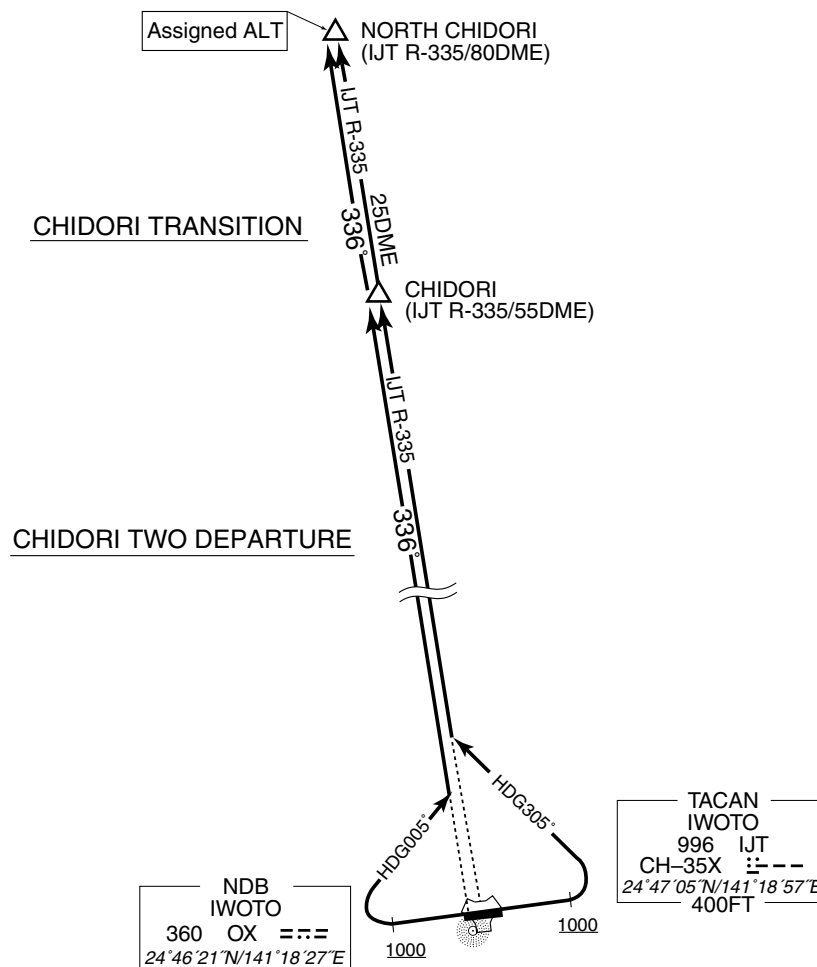 Assigned ALT
NORTH CHIDORI
(IJT R-335/80DME)
IJT R-335
25DME
336°
CHIDORI TRANSITION
CHIDORI
(IJT R-335/55DME)
IJT R-335
336°
CHIDORI TWO DEPARTURE
HDG005°
HDG305°
1000
1000
NDB
IWOTO
360 OX
24°46′21″N/141°18′27″E
TACAN
IWOTO
996 IJT
CH–35X
24°47′05″N/141°18′57″E
400FT